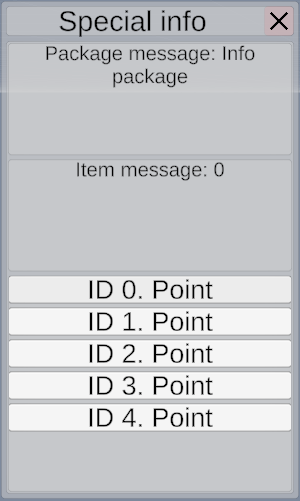 Special info
Package message: Info
package
Item message: 0
ID 0. Point
ID 1. Point
ID 2. Point
ID 3. Point
ID 4. Point